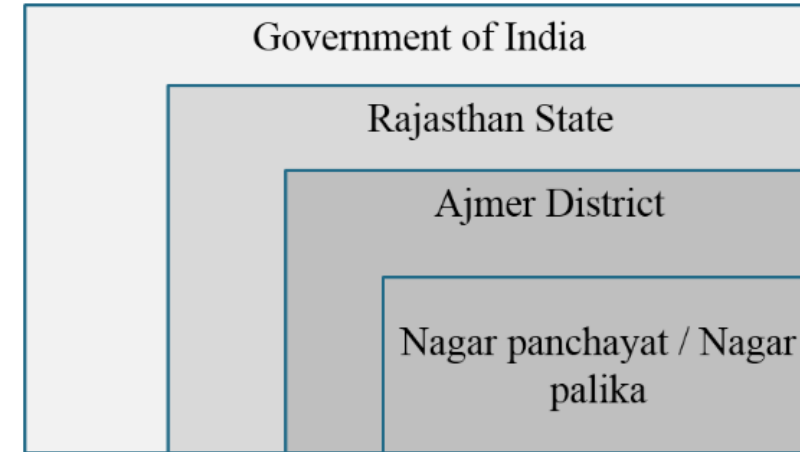 Government of India
Rajasthan State
Ajmer District
Nagar panchayat / Nagar
palika